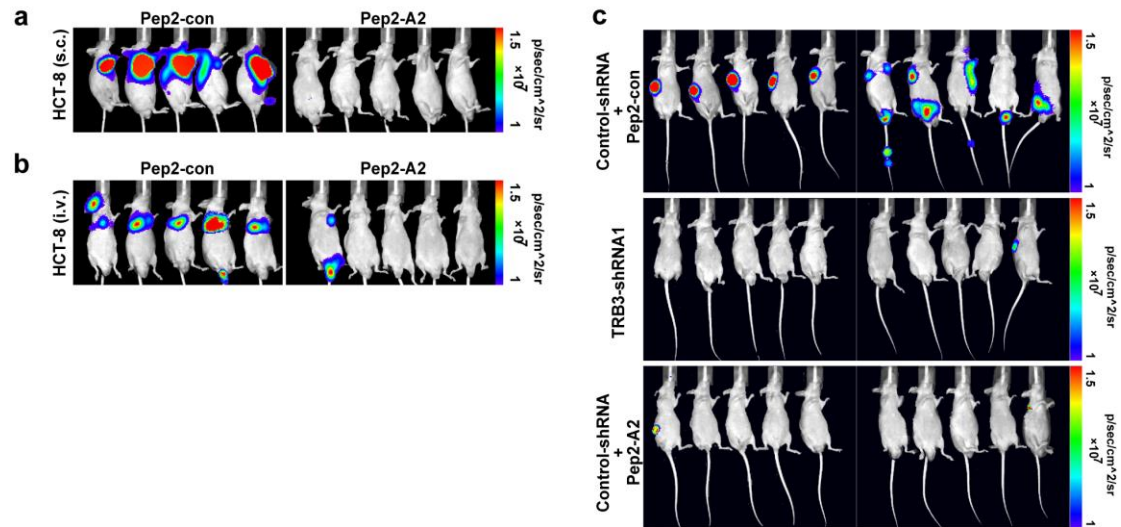 a
Pep2-con
Pep2-A2
HCT-8 (s.c.)
1.5
×10⁷
1
p/sec/cm^2/sr
b
Pep2-con
Pep2-A2
HCT-8 (i.v.)
1.5
×10⁷
1
p/sec/cm^2/sr
c
Control-shRNA
+
Pep2-con
1.5
×10⁷
1
p/sec/cm^2/sr
TRB3-shRNA1
1.5
×10⁷
1
p/sec/cm^2/sr
Control-shRNA
+
Pep2-A2
1.5
×10⁷
1
p/sec/cm^2/sr